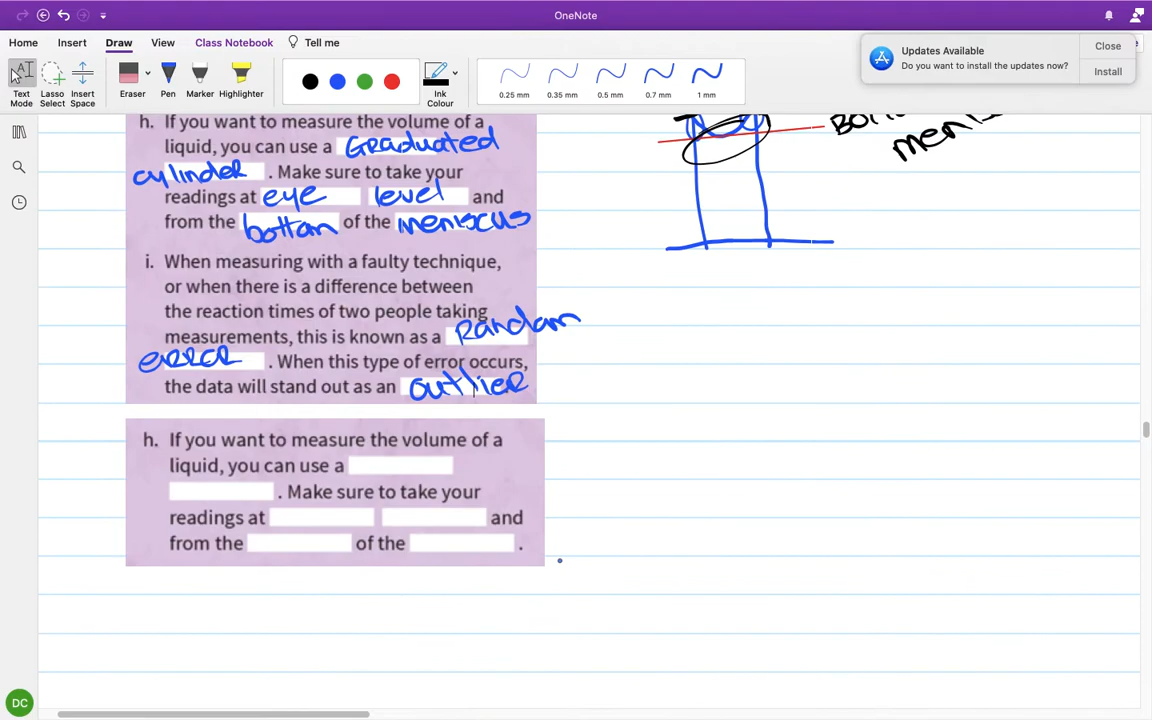 OneNote
Home Insert Draw View Class Notebook Tell me
Updates Available
Do you want to install the updates now?
Close
Install
Text Mode
Lasso Select
Insert Space
Eraser
Pen
Marker
Highlighter
Ink Colour
0.25 mm 0.35 mm 0.5 mm 0.7 mm 1 mm
h. If you want to measure the volume of a
liquid, you can use a Graduated
cylinder . Make sure to take your
readings at eye level and
from the bottom of the meniscus
i. When measuring with a faulty technique,
or when there is a difference between
the reaction times of two people taking
measurements, this is known as a Random
error . When this type of error occurs,
the data will stand out as an outlier
h. If you want to measure the volume of a
liquid, you can use a
. Make sure to take your
readings at and
from the of the .
DC